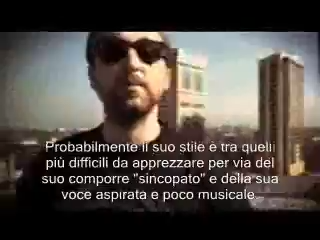 Probabilmente il suo stile è tra quelli
più difficili da apprezzare per via del
suo comporre "sincopato" e della sua
voce aspirata e poco musicale